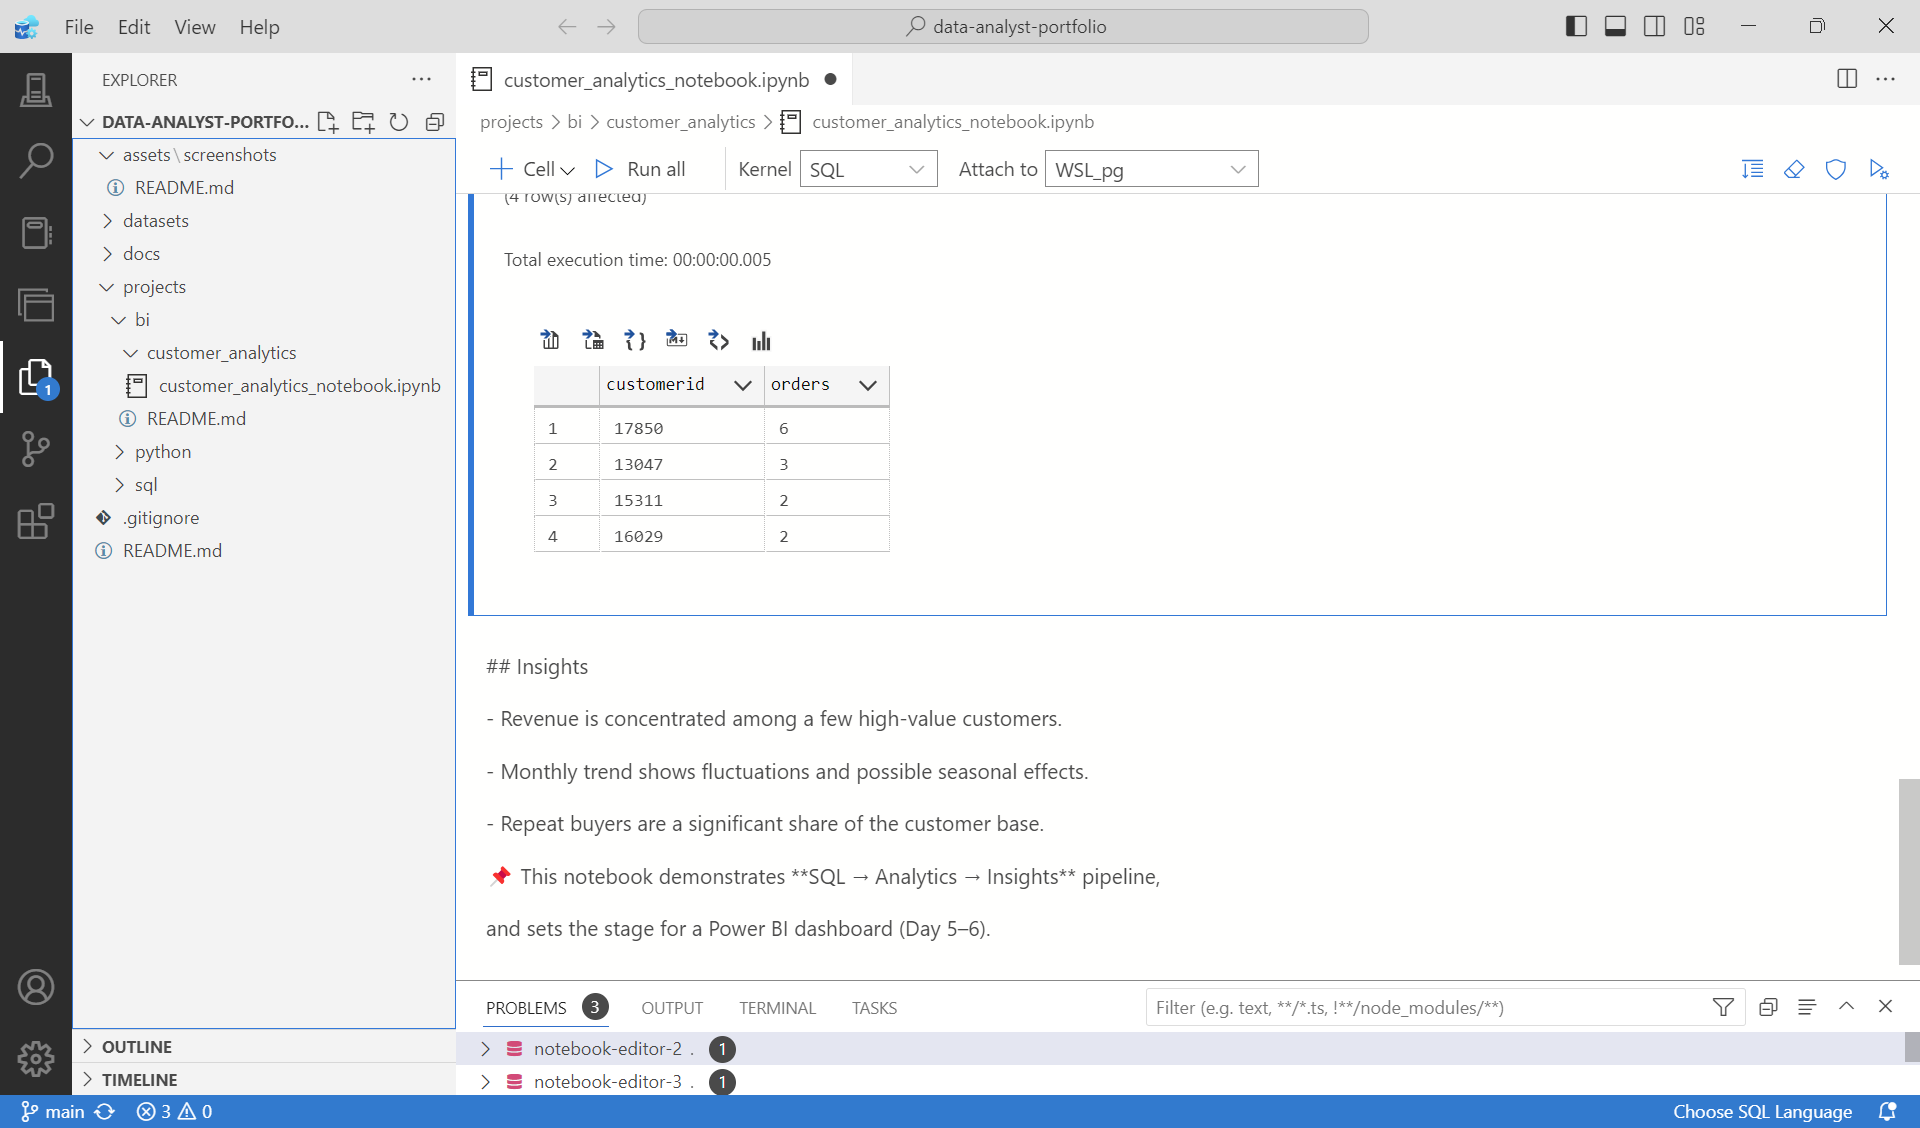 File Edit View Help
data-analyst-portfolio
EXPLORER
DATA-ANALYST-PORTFO...
assets\screenshots
README.md
datasets
docs
projects
bi
customer_analytics
customer_analytics_notebook.ipynb
README.md
python
sql
.gitignore
README.md
OUTLINE
TIMELINE
1
customer_analytics_notebook.ipynb
projects > bi > customer_analytics > customer_analytics_notebook.ipynb
Cell Run all Kernel SQL Attach to WSL_pg
(4 row(s) affected)
Total execution time: 00:00:00.005
customerid orders
1 17850 6
2 13047 3
3 15311 2
4 16029 2
## Insights
- Revenue is concentrated among a few high-value customers.
- Monthly trend shows fluctuations and possible seasonal effects.
- Repeat buyers are a significant share of the customer base.
📌 This notebook demonstrates **SQL → Analytics → Insights** pipeline,
and sets the stage for a Power BI dashboard (Day 5–6).
PROBLEMS 3 OUTPUT TERMINAL TASKS Filter (e.g. text, **/*.ts, !**/node_modules/**)
notebook-editor-2 . 1
notebook-editor-3 . 1
main 3 0 Choose SQL Language